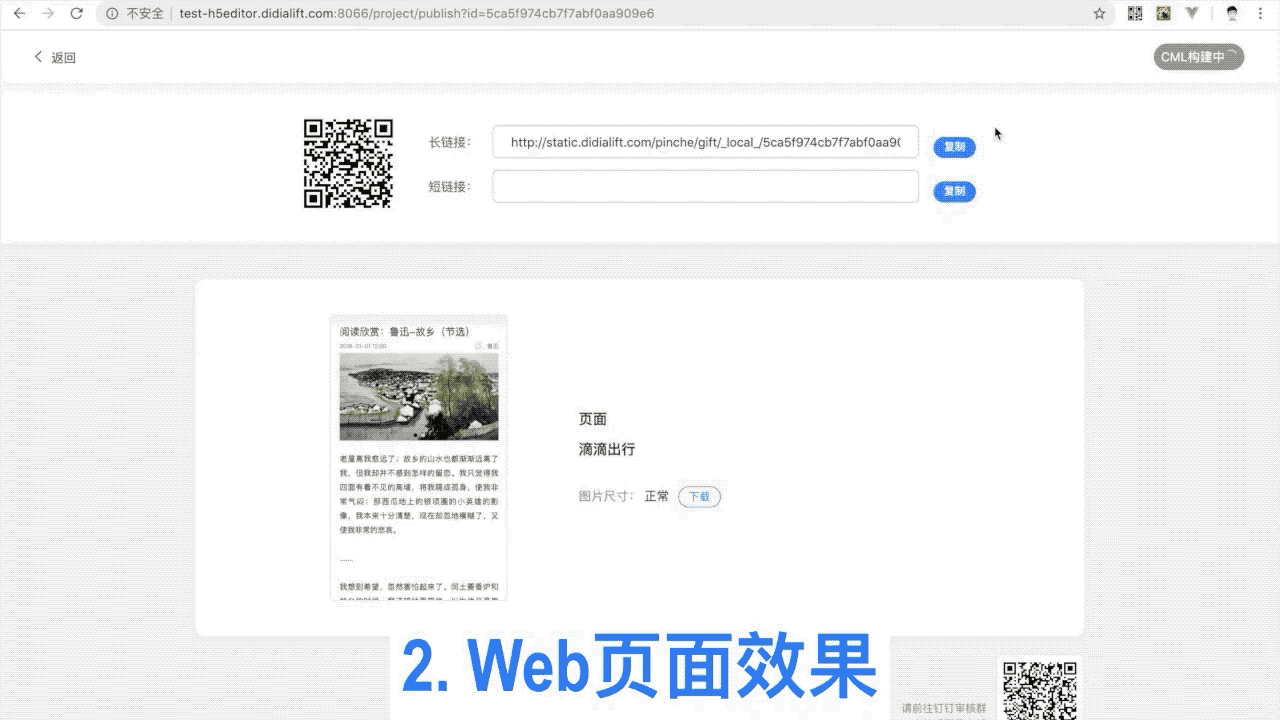 不安全 test-h5editor.didialift.com:8066/project/publish?id=5ca5f974cb7f7abf0aa909e6
返回
CML构建中
长链接：
http://static.didialift.com/pinche/gift/_local_/5ca5f974cb7f7abf0aa90
复制
短链接：
复制
阅读欣赏：鲁迅-故乡（节选）
2018-01-01 12:00 鲁迅
老屋离我愈远了；故乡的山水也都渐渐远离了
我，但我却并不感到怎样的留恋。我只觉得我
四面有看不见的高墙，将我隔成孤身，使我非
常气闷；那西瓜地上的银项圈的小英雄的影
像，我本来十分清楚，现在却忽地模糊了，又
使我非常的悲哀。
......
我想到希望，忽然害怕起来了。闰土要香炉和
页面
滴滴出行
图片尺寸： 正常 下载
2. Web页面效果
请前往钉钉审核群